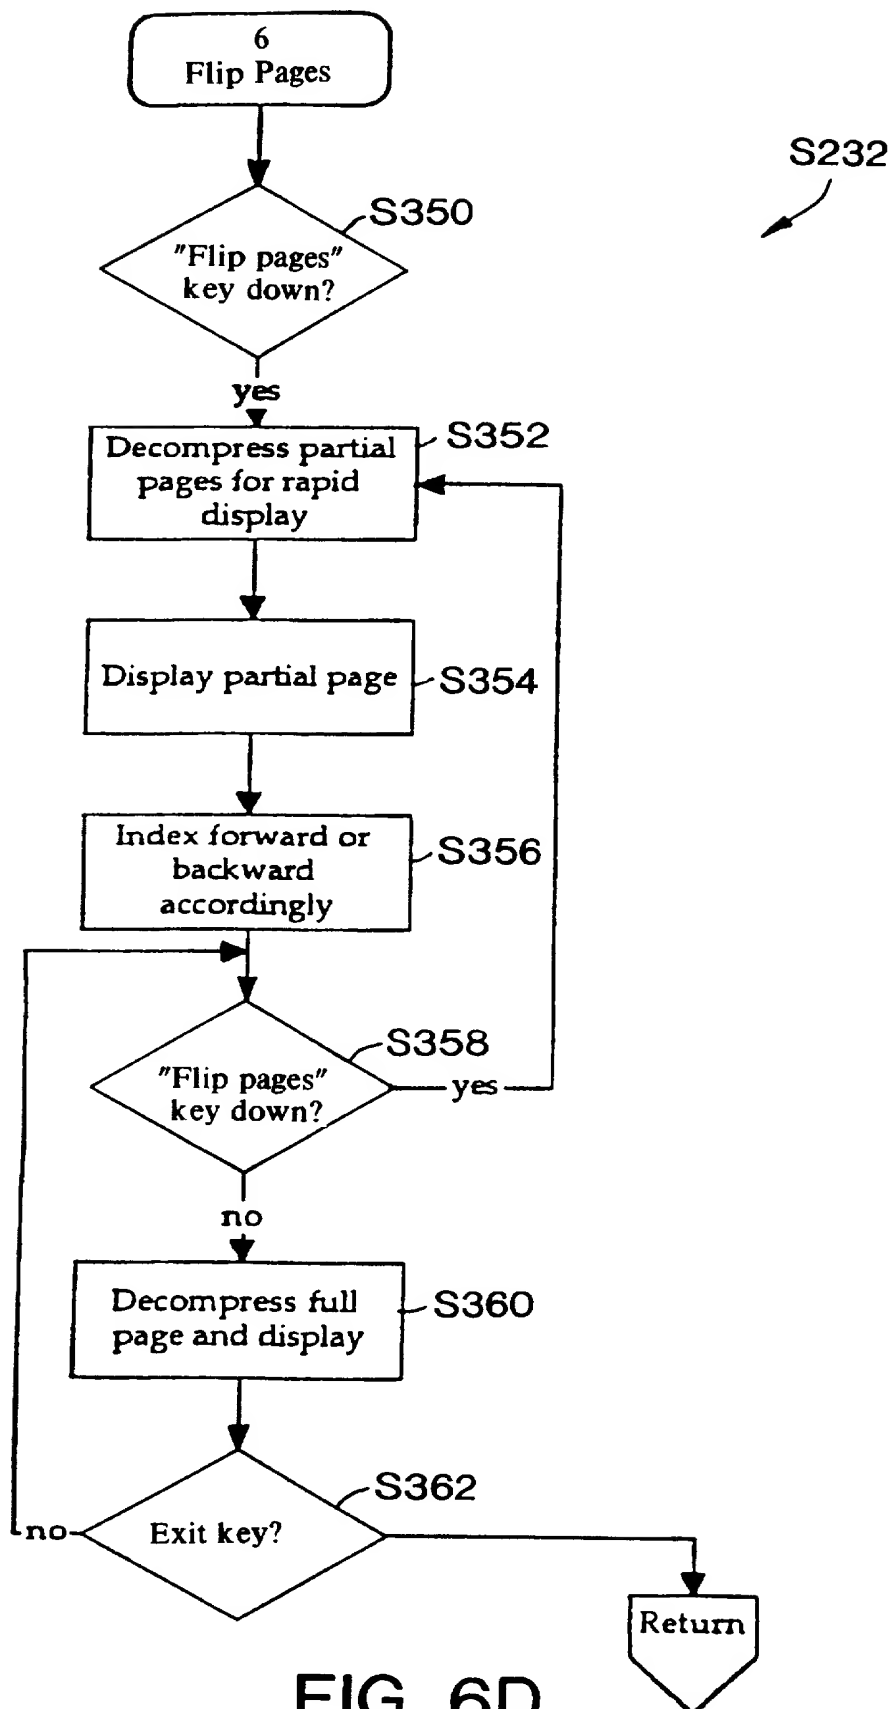 6
Flip Pages
S232
S350
"Flip pages"
key down?
yes
S352
Decompress partial
pages for rapid
display
Display partial page
S354
Index forward or
backward
accordingly
S356
S358
"Flip pages"
key down?
yes
no
Decompress full
page and display
S360
S362
no
Exit key?
Return
FIG. 6D